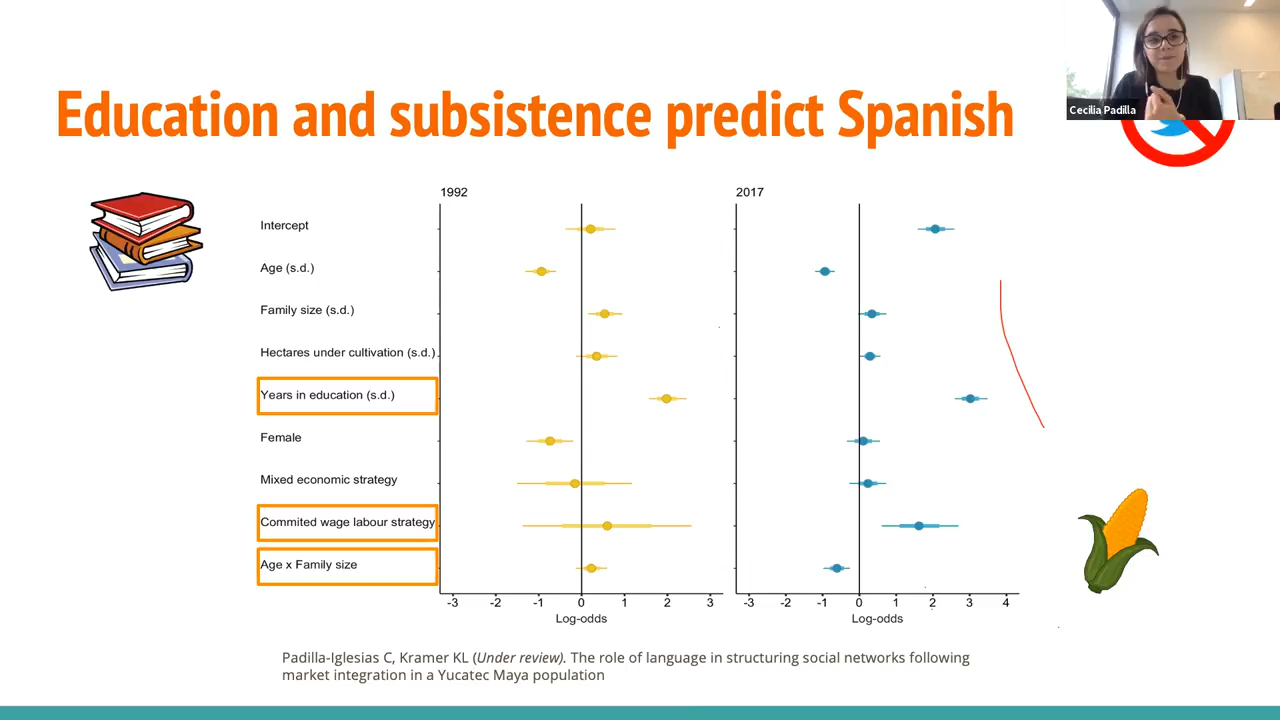 Cecilia Padilla
Education and subsistence predict Spanish
1992
2017
Intercept
Age (s.d.)
Family size (s.d.)
Hectares under cultivation (s.d.)
Years in education (s.d.)
Female
Mixed economic strategy
Commited wage labour strategy
Age x Family size
-3 -2 -1 0 1 2 3
-3 -2 -1 0 1 2 3 4
Log-odds
Log-odds
Padilla-Iglesias C, Kramer KL (Under review). The role of language in structuring social networks following
market integration in a Yucatec Maya population